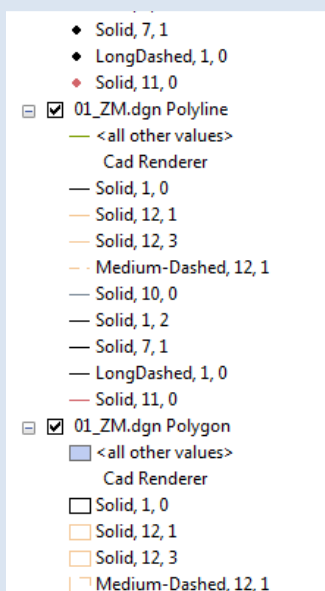 Solid, 7, 1
LongDashed, 1, 0
Solid, 11, 0
01_ZM.dgn Polyline
<all other values>
Cad Renderer
Solid, 1, 0
Solid, 12, 1
Solid, 12, 3
Medium-Dashed, 12, 1
Solid, 10, 0
Solid, 1, 2
Solid, 7, 1
LongDashed, 1, 0
Solid, 11, 0
01_ZM.dgn Polygon
<all other values>
Cad Renderer
Solid, 1, 0
Solid, 12, 1
Solid, 12, 3
Medium-Dashed, 12, 1